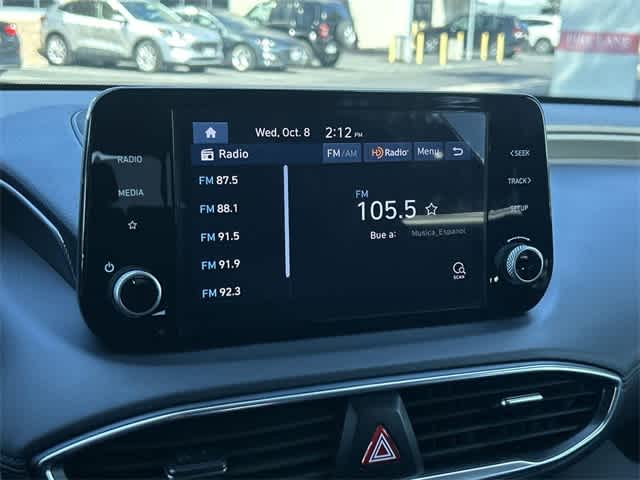 Wed, Oct. 8 2:12 PM
RADIO
MEDIA
Radio FM/AM HD Radio Menu
FM 87.5
FM 88.1
FM 91.5
FM 91.9
FM 92.3
FM
105.5
Bue a: Musica_Espanol
SCAN
< SEEK
TRACK >
SETUP